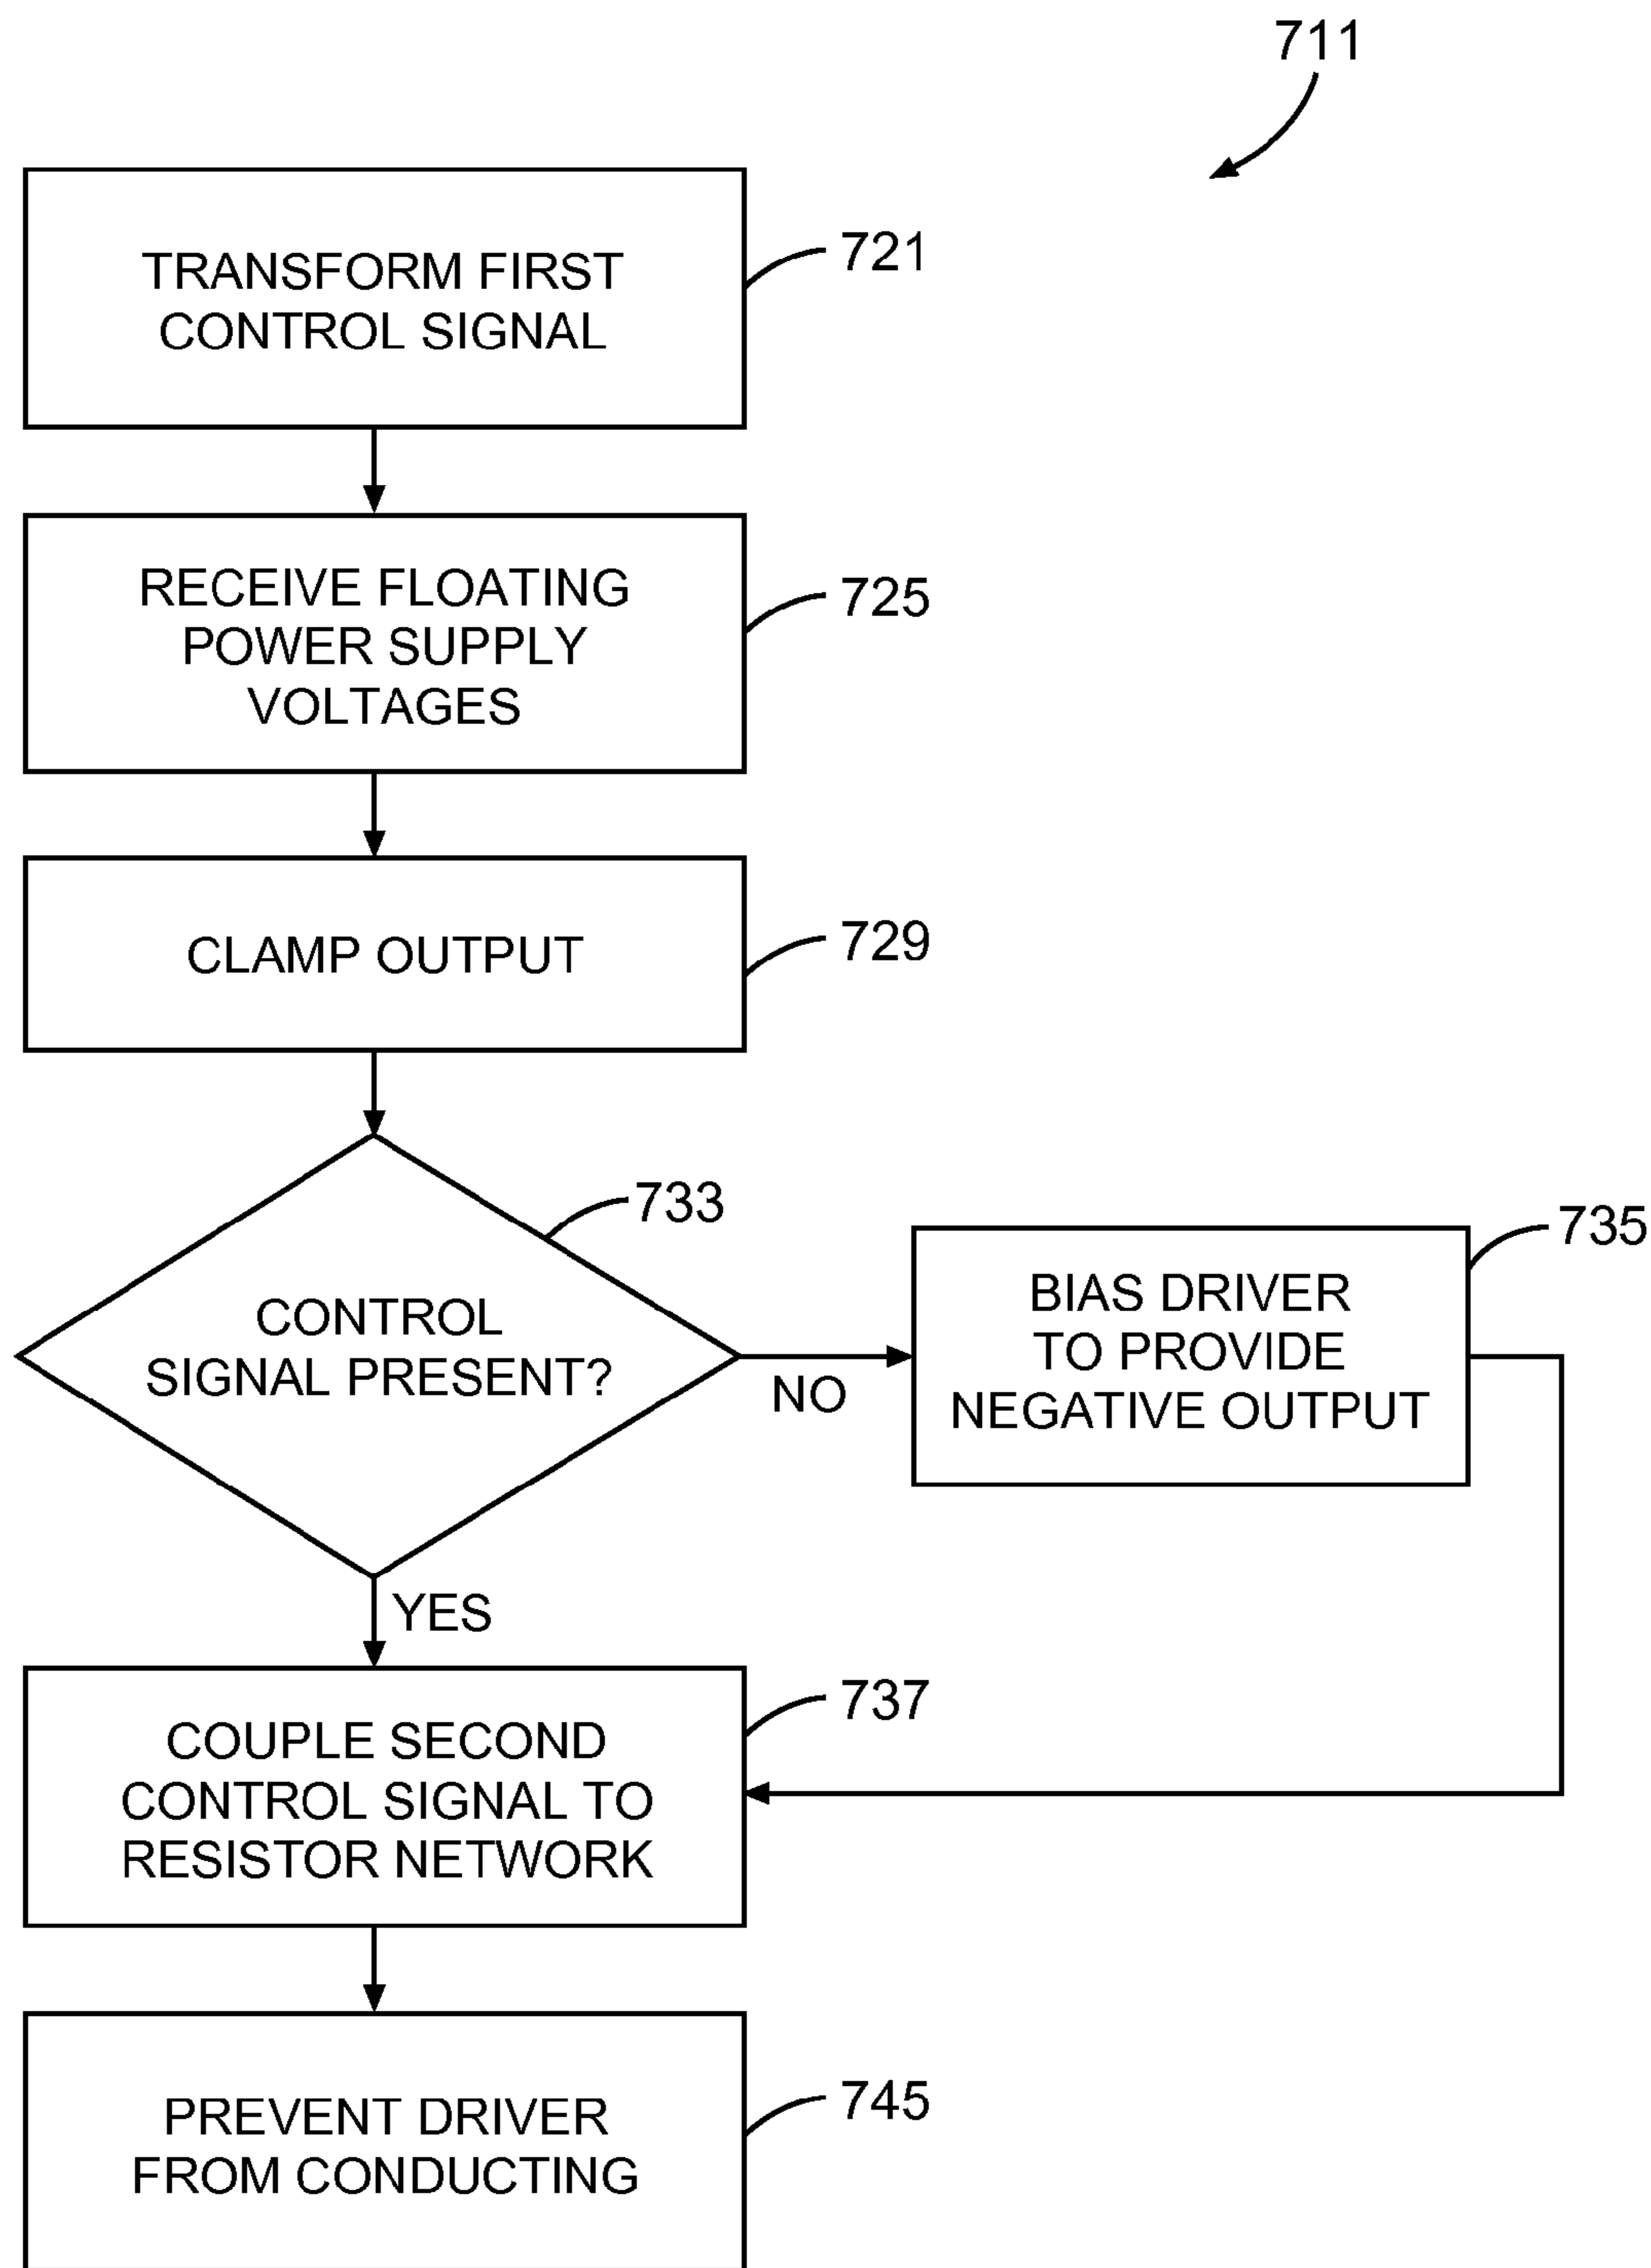 711
TRANSFORM FIRST
CONTROL SIGNAL
721
RECEIVE FLOATING
POWER SUPPLY
VOLTAGES
725
CLAMP OUTPUT
729
CONTROL
SIGNAL PRESENT?
733
NO
BIAS DRIVER
TO PROVIDE
NEGATIVE OUTPUT
735
YES
COUPLE SECOND
CONTROL SIGNAL TO
RESISTOR NETWORK
737
PREVENT DRIVER
FROM CONDUCTING
745